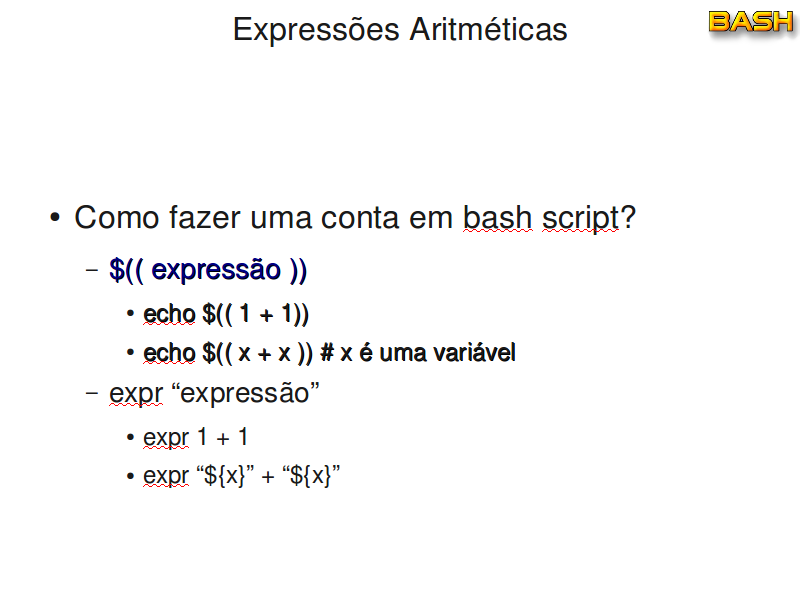 Expressões Aritméticas
BASH
• Como fazer uma conta em bash script?
– $(( expressão ))
• echo $(( 1 + 1))
• echo $(( x + x )) # x é uma variável
– expr “expressão”
• expr 1 + 1
• expr “${x}” + “${x}”